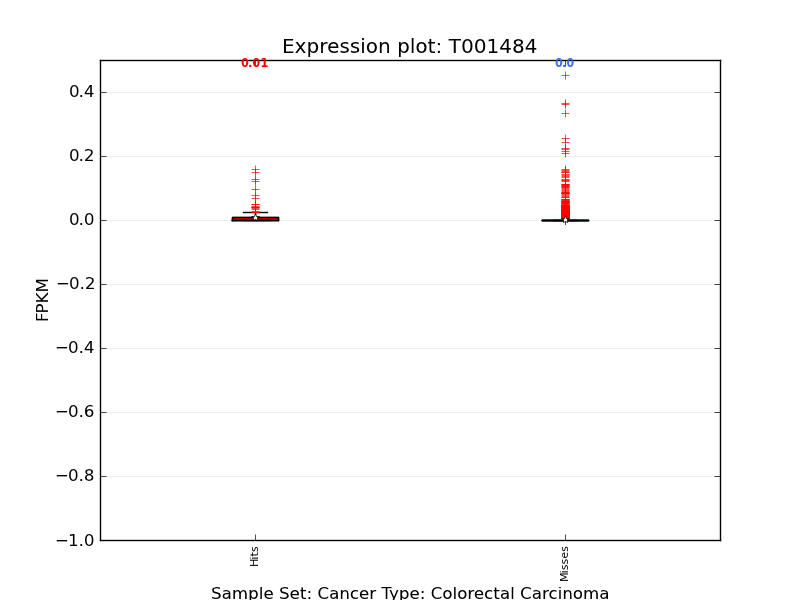 Expression plot: T001484
0.01
0.0
0.4
0.2
0.0
−0.2
−0.4
−0.6
−0.8
−1.0
FPKM
Hits
Misses
Sample Set: Cancer Type: Colorectal Carcinoma